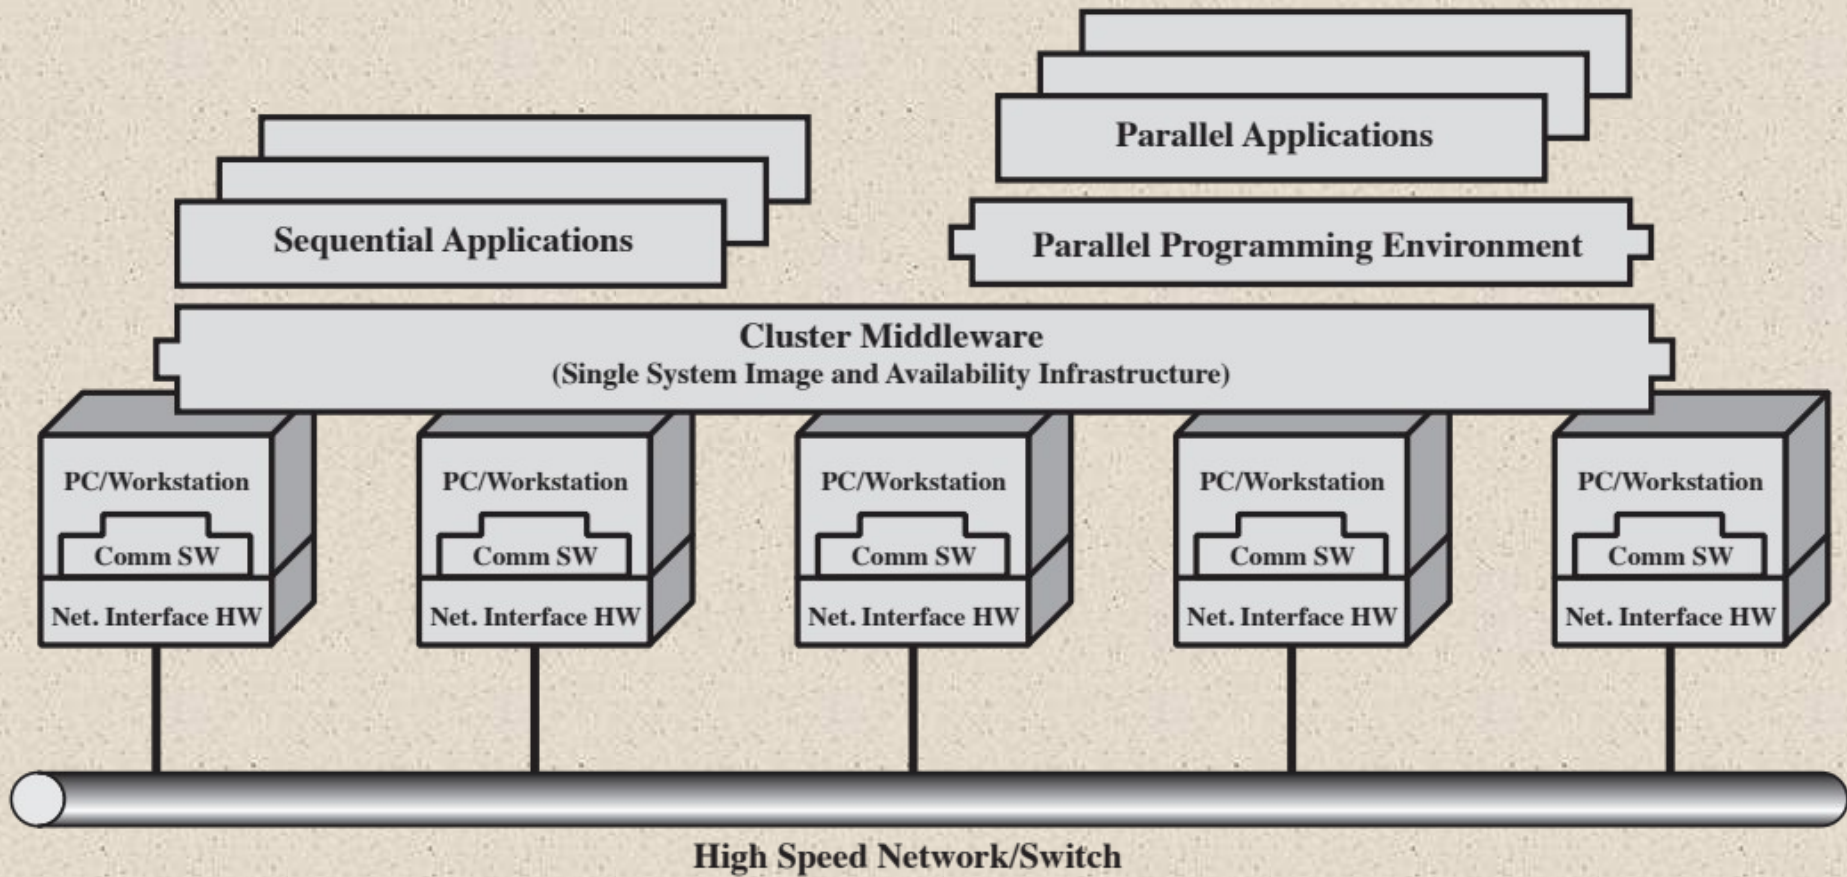 Parallel Applications
Sequential Applications
Parallel Programming Environment
Cluster Middleware
(Single System Image and Availability Infrastructure)
PC/Workstation
Comm SW
Net. Interface HW
PC/Workstation
Comm SW
Net. Interface HW
PC/Workstation
Comm SW
Net. Interface HW
PC/Workstation
Comm SW
Net. Interface HW
PC/Workstation
Comm SW
Net. Interface HW
High Speed Network/Switch